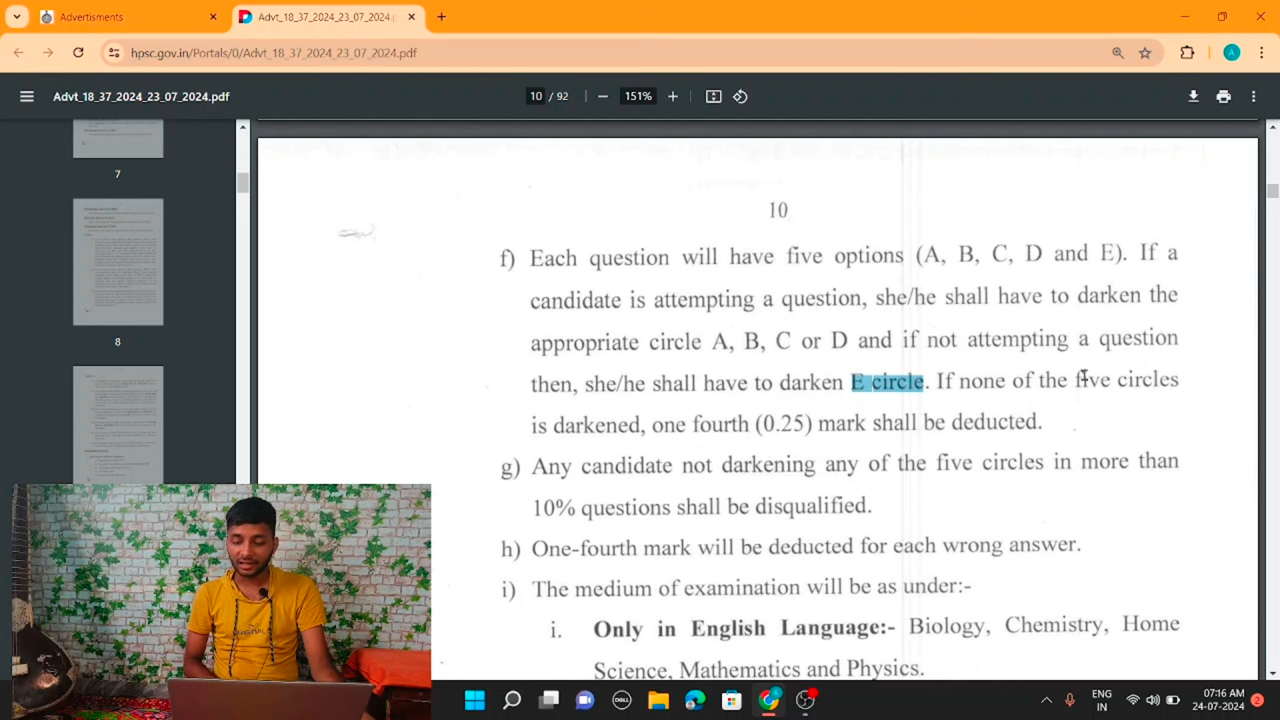 Advertisments
Advt_18_37_2024_23_07_2024.p
hpsc.gov.in/Portals/0/Advt_18_37_2024_23_07_2024.pdf
A
Advt_18_37_2024_23_07_2024.pdf
10 / 92
151%
7
8
10
f) Each question will have five options (A, B, C, D and E). If a
candidate is attempting a question, she/he shall have to darken the
appropriate circle A, B, C or D and if not attempting a question
then, she/he shall have to darken E circle. If none of the five circles
is darkened, one fourth (0.25) mark shall be deducted.
g) Any candidate not darkening any of the five circles in more than
10% questions shall be disqualified.
h) One-fourth mark will be deducted for each wrong answer.
i) The medium of examination will be as under:-
i. Only in English Language:- Biology, Chemistry, Home
Science, Mathematics and Physics.
DELL
ENG
IN
07:16 AM
24-07-2024
2